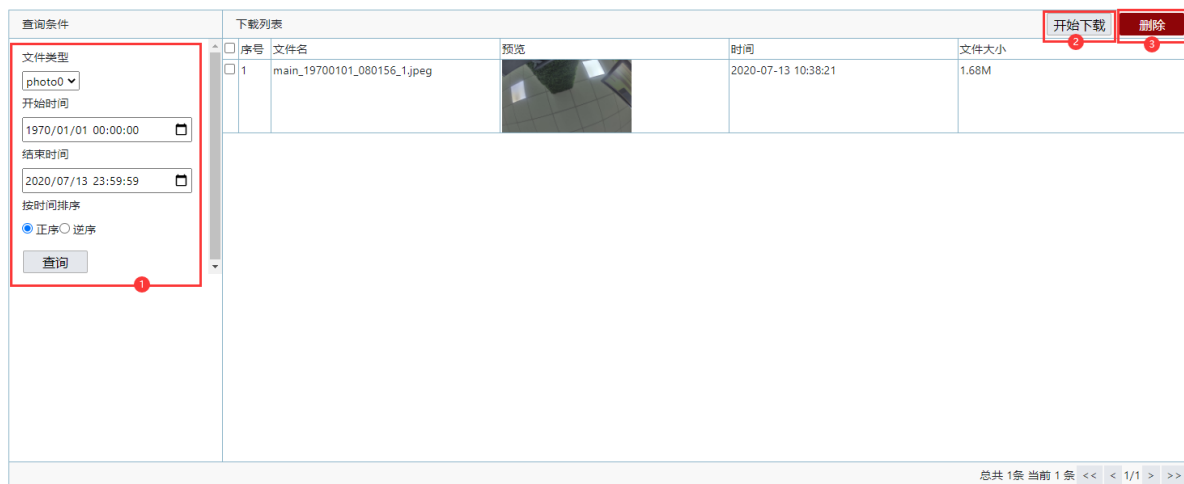 查询条件
下载列表
开始下载
删除
2
3
文件类型
photo0
开始时间
1970/01/01 00:00:00
结束时间
2020/07/13 23:59:59
按时间排序
正序 逆序
查询
1
序号 文件名 预览 时间 文件大小
1 main_19700101_080156_1.jpeg 2020-07-13 10:38:21 1.68M
总共 1条 当前 1 条 << < 1/1 > >>